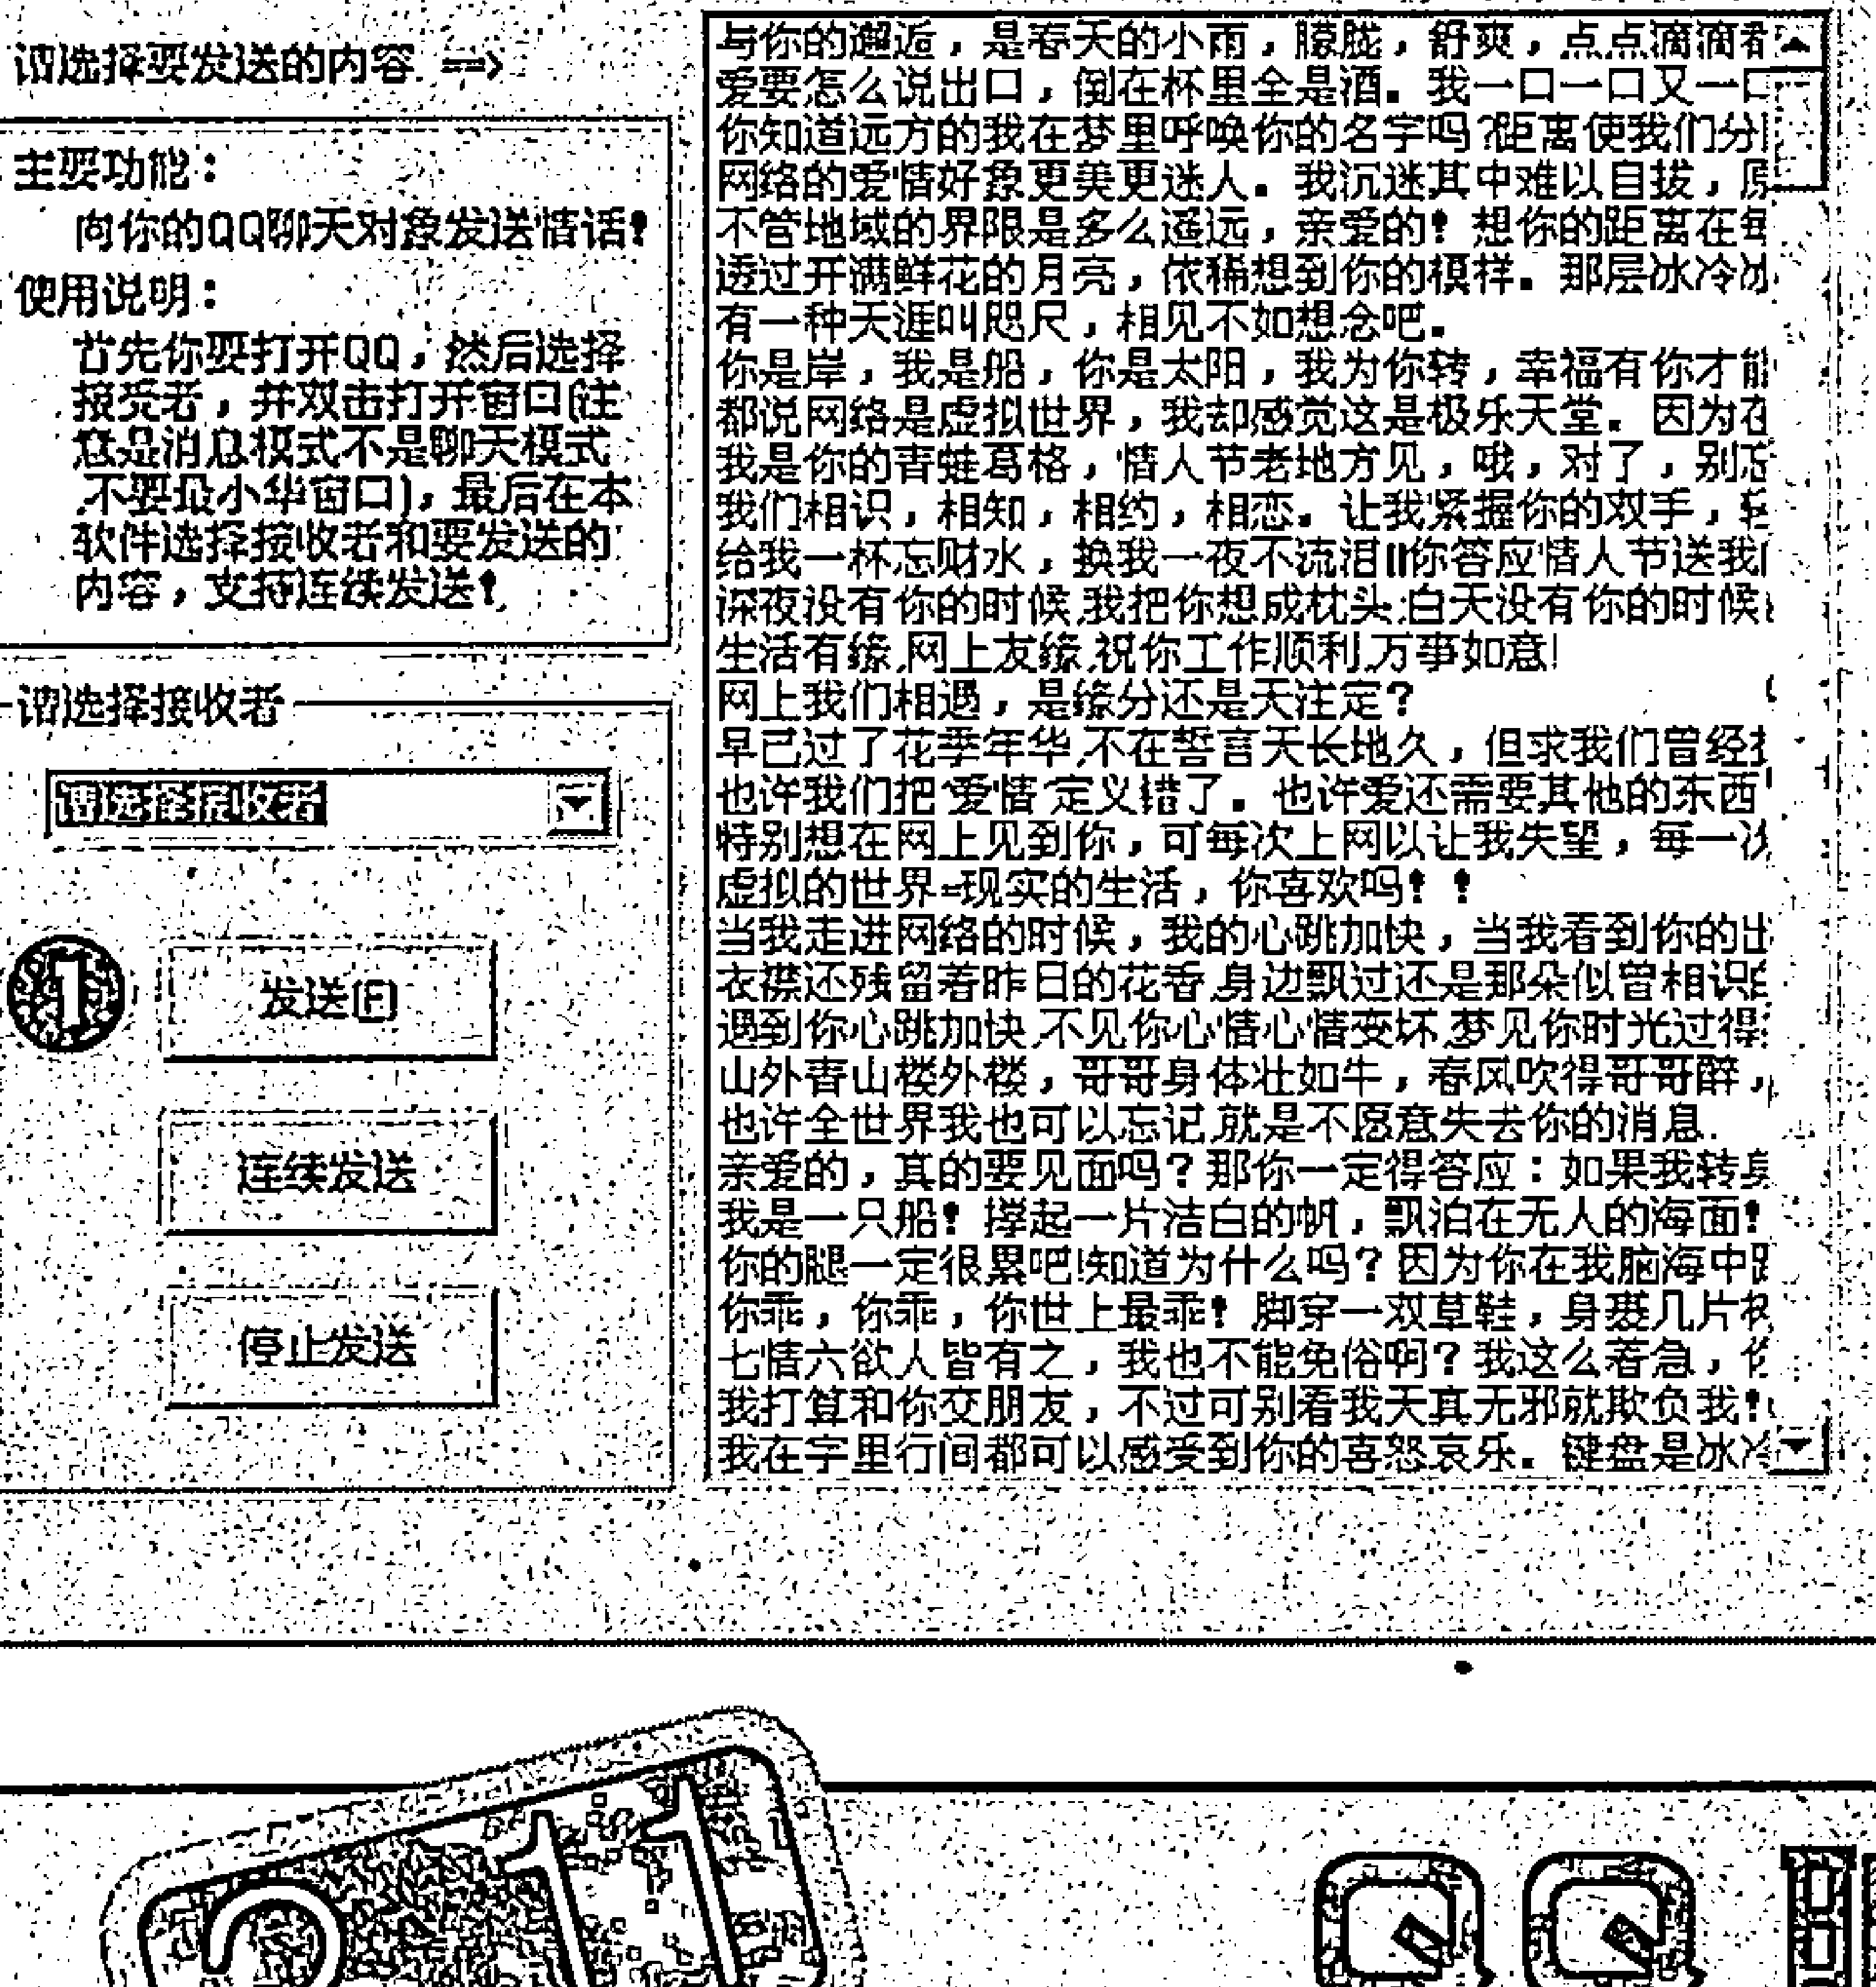 请选择要发送的内容 ==>
主要功能：
向你的QQ聊天对象发送情话！
使用说明：
首先你要打开QQ，然后选择
接受者，并双击打开窗口(注
意是消息模式不是聊天模式
,不要最小华窗口)，最后在本
软件选择接收者和要发送的
内容，支持连续发送！
请选择接收者
请选择接收者
1
发送(F)
连续发送
停止发送
与你的邂逅，是春天的小雨，朦胧，舒爽，点点滴滴
爱要怎么说出口，倒在杯里全是酒。我一口一口又一口
你知道远方的我在梦里呼唤你的名字吗？距离使我们分
网络的爱情好象更美更迷人。我沉迷其中难以自拔，
不管地域的界限是多么遥远，亲爱的！想你的距离在每
透过开满鲜花的月亮，依稀想到你的模样。那层冰冷冰
有一种天涯叫咫尺，相见不如想念吧。
你是岸，我是船，你是太阳，我为你转，幸福有你才能
都说网络是虚拟世界，我却感觉这是极乐天堂。因为在
我是你的青蛙葛格，情人节老地方见，哦，对了，别忘
我们相识，相知，相约，相恋。让我紧握你的双手，轻
给我一杯忘财水，换我一夜不流泪!!你答应情人节送我
深夜没有你的时候,我把你想成枕头;白天没有你的时候
生活有缘,网上友缘,祝你工作顺利,万事如意!
网上我们相遇，是缘分还是天注定？
早已过了花季年华,不在誓言天长地久，但求我们曾经
也许我们把"爱情"定义错了。也许爱还需要其他的东西
特别想在网上见到你，可每次上网以让我失望，每一次
虚拟的世界=现实的生活，你喜欢吗！！
当我走进网络的时候，我的心跳加快，当我看到你的出
衣襟还残留着昨日的花香,身边飘过还是那朵似曾相识
遇到你心跳加快,不见你心情心情变坏,梦见你时光过得
山外青山楼外楼，哥哥身体壮如牛，春风吹得哥哥醉，
也许全世界我也可以忘记,就是不愿意失去你的消息.
亲爱的，真的要见面吗？那你一定得答应：如果我转身
我是一只船！撑起一片洁白的帆，飘泊在无人的海面！
你的腿一定很累吧!知道为什么吗？因为你在我脑海中跑
你乖，你乖，你世上最乖！脚穿一双草鞋，身裹几片树
七情六欲人皆有之，我也不能免俗啊？我这么着急，你
我打算和你交朋友，不过可别看我天真无邪就欺负我！
我在字里行间都可以感受到你的喜怒哀乐。键盘是冰冷
211
QQ